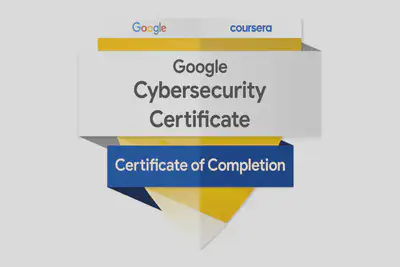 Google coursera
Google
Cybersecurity
Certificate
Certificate of Completion